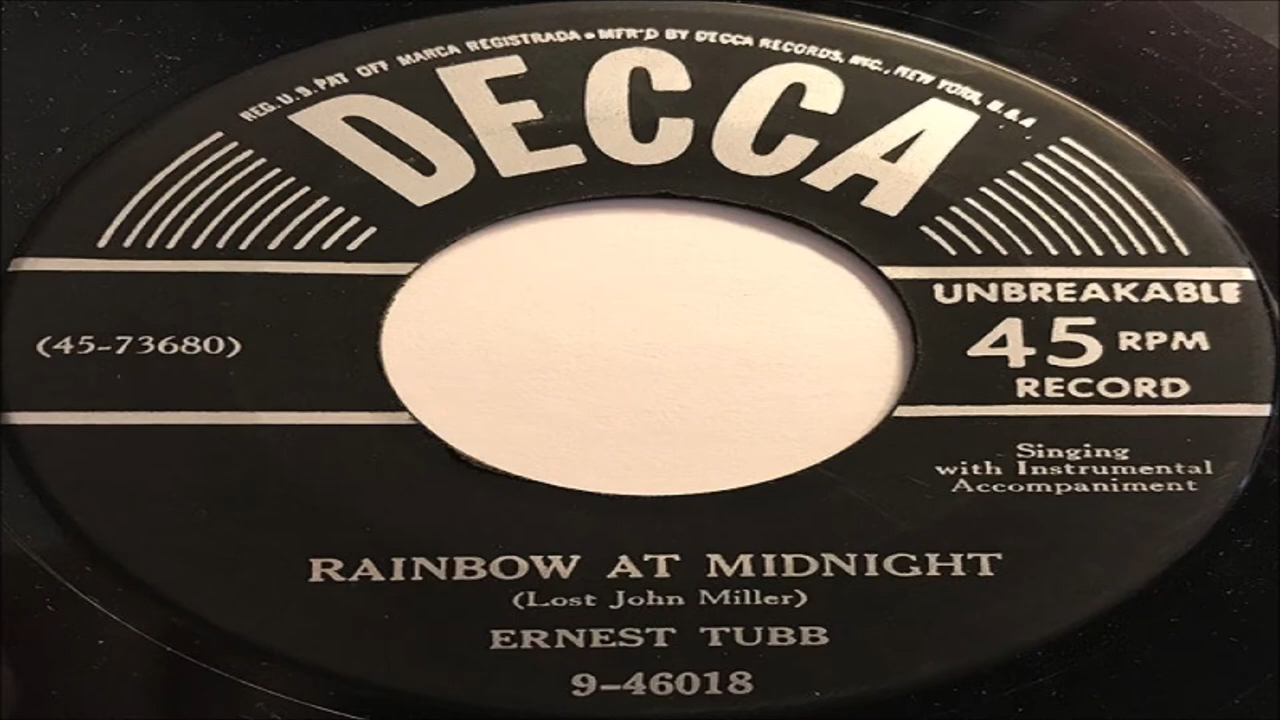 REG. U.S. PAT OFF MARCA REGISTRADA • MFR'D BY DECCA RECORDS, INC., NEW YORK, U.S.A.
DECCA
(45-73680)
UNBREAKABLE
45 RPM
RECORD
Singing
with Instrumental
Accompaniment
RAINBOW AT MIDNIGHT
(Lost John Miller)
ERNEST TUBB
9-46018